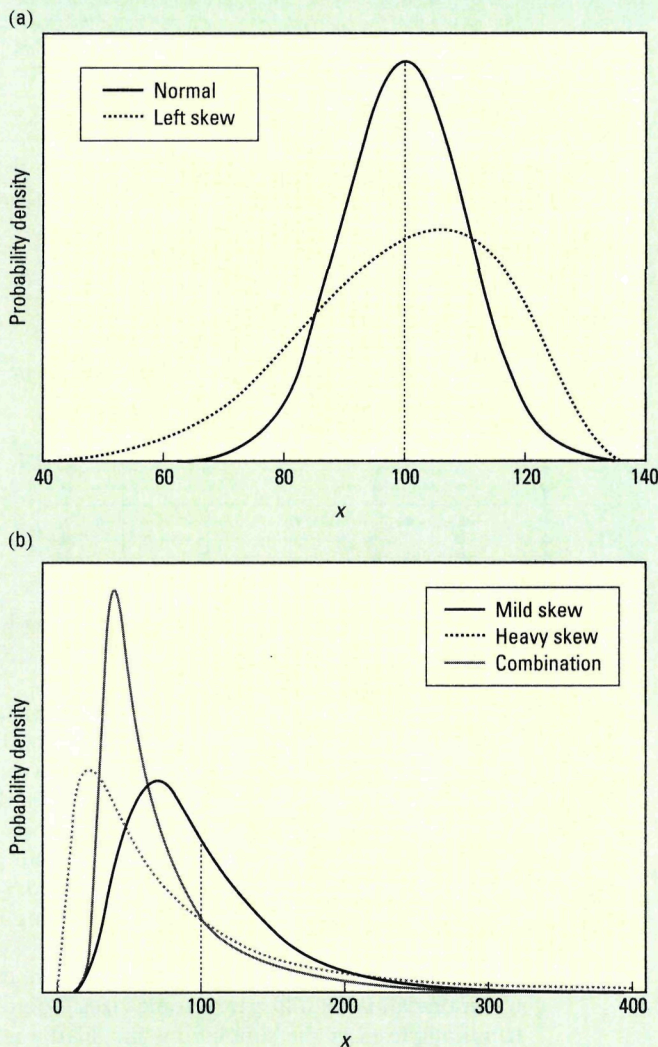 (a)
Normal
Left skew
Probability density
40 60 80 100 120 140
x
(b)
Mild skew
Heavy skew
Combination
Probability density
0 100 200 300 400
x